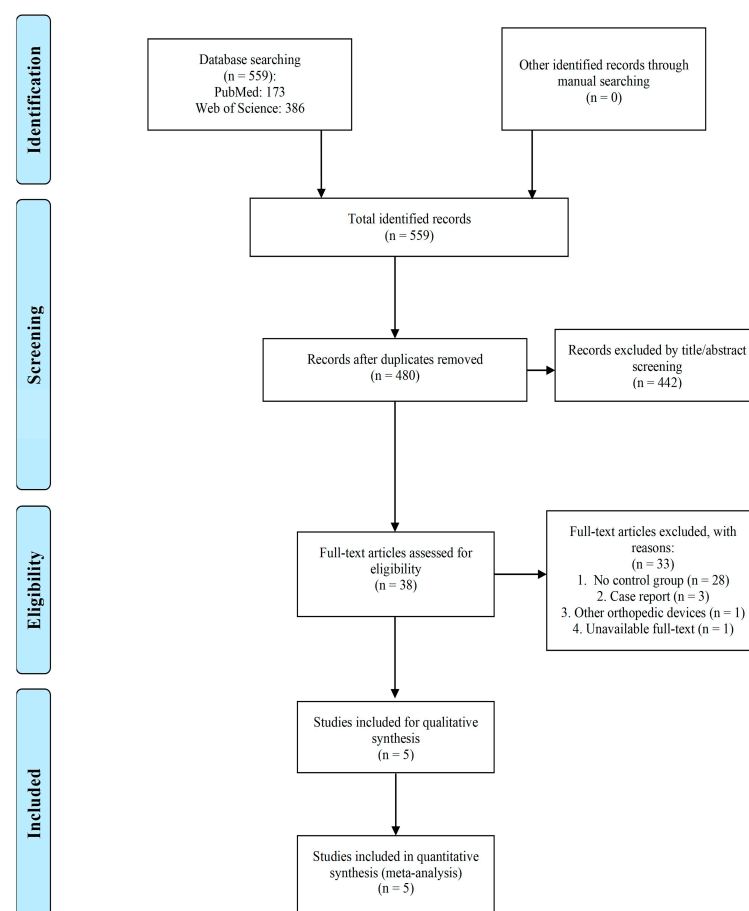 Identification
Database searching
(n = 559):
PubMed: 173
Web of Science: 386
Other identified records through
manual searching
(n = 0)
Screening
Total identified records
(n = 559)
Records after duplicates removed
(n = 480)
Records excluded by title/abstract
screening
(n = 442)
Eligibility
Full-text articles assessed for
eligibility
(n = 38)
Full-text articles excluded, with
reasons:
(n = 33)
1. No control group (n = 28)
2. Case report (n = 3)
3. Other orthopedic devices (n = 1)
4. Unavailable full-text (n = 1)
Included
Studies included for qualitative
synthesis
(n = 5)
Studies included in quantitative
synthesis (meta-analysis)
(n = 5)